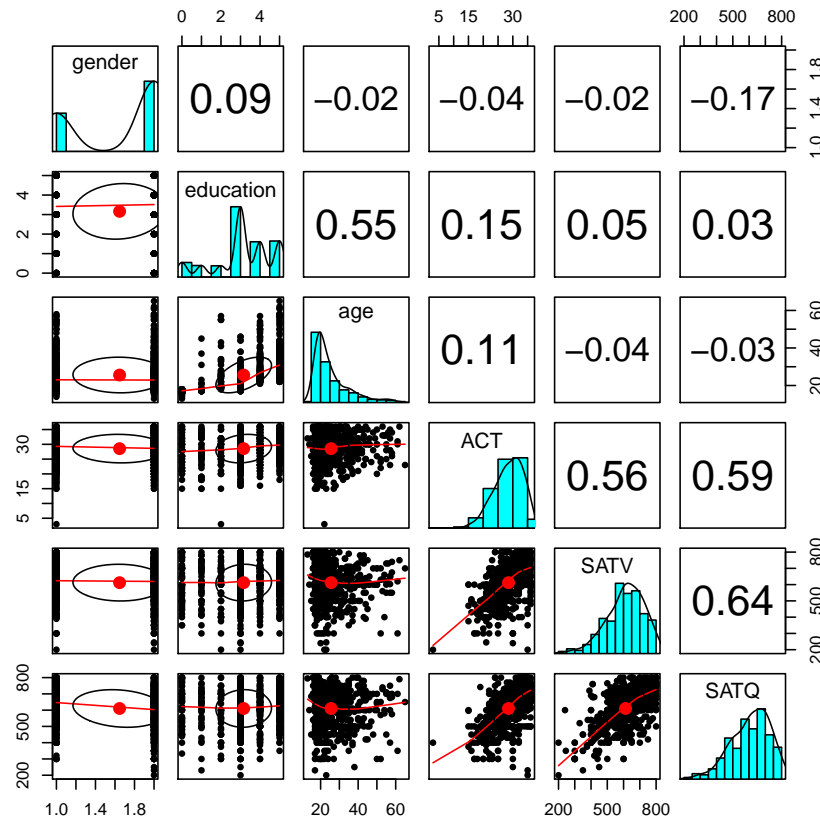 0 2 4 5 15 30 200 500 800
gender 0.09 −0.02 −0.04 −0.02 −0.17 1.0 1.4 1.8
0 2 4 education 0.55 0.15 0.05 0.03
age 0.11 −0.04 −0.03 20 40 60
5 15 30 ACT 0.56 0.59
SATV 0.64 200 500 800
200 500 800 SATQ
1.0 1.4 1.8 20 40 60 200 500 800